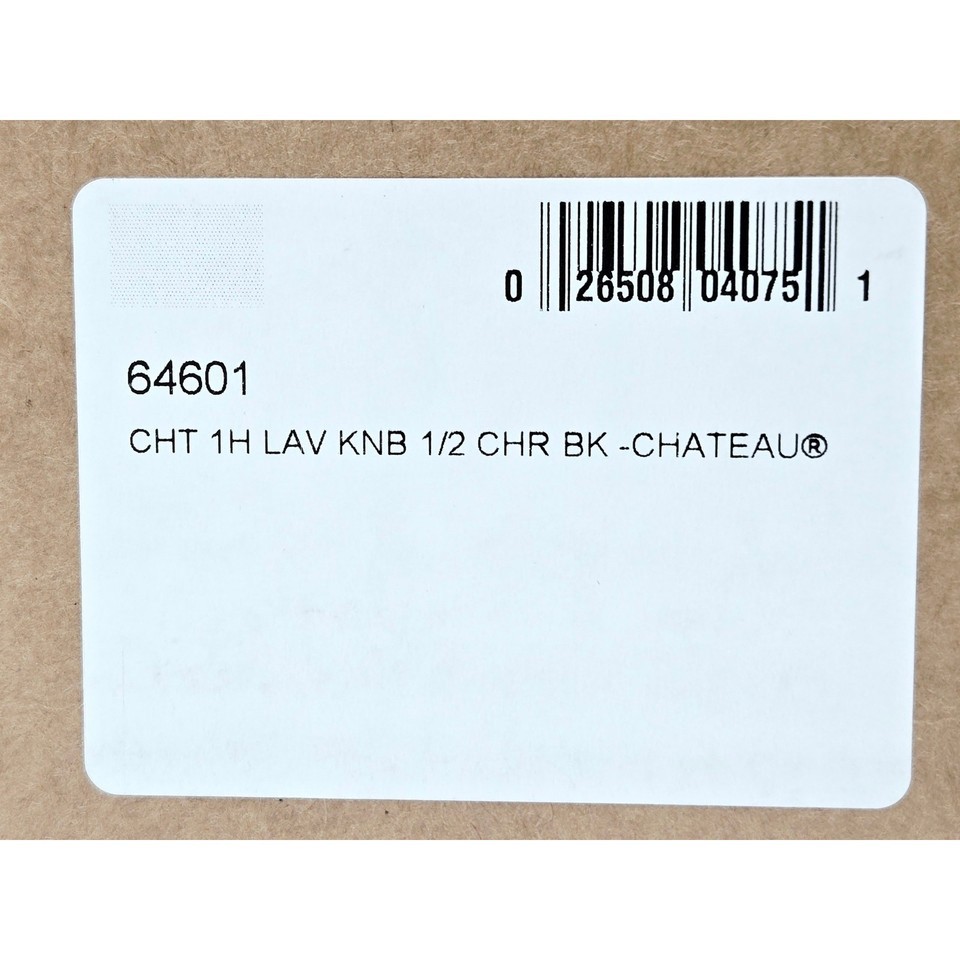 0 26508 04075 1
64601
CHT 1H LAV KNB 1/2 CHR BK -CHATEAU®